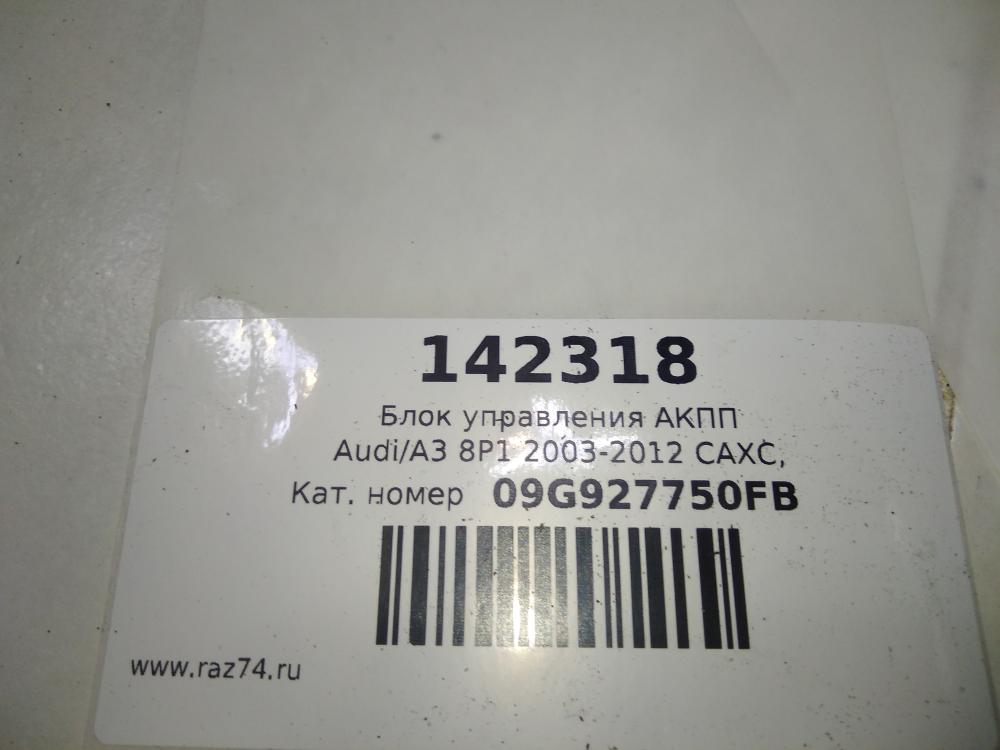 142318
Блок управления АКПП
Audi/A3 8P1 2003-2012 CAXC,
Кат. номер 09G927750FB
www.raz74.ru